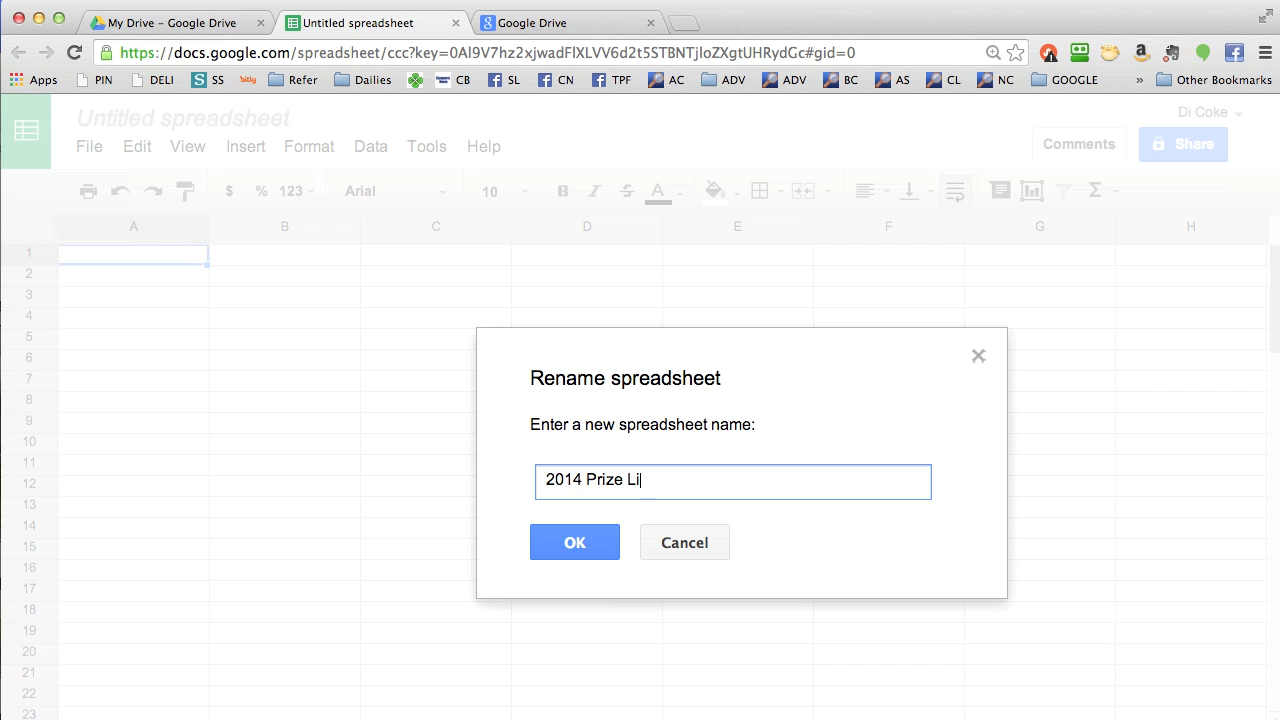 My Drive – Google Drive
Untitled spreadsheet
Google Drive
https://docs.google.com/spreadsheet/ccc?key=0Al9V7hz2xjwadFlXLVV6d2t5STBNTjloZXgtUHRydGc#gid=0
Apps PIN DELI S SS bitly Refer Dailies CB SL CN TPF AC ADV ADV BC AS CL NC GOOGLE Other Bookmarks
Untitled spreadsheet
Di Coke
File Edit View Insert Format Data Tools Help
Comments
Share
$ % 123 Arial 10 B I S A Σ
A B C D E F G H
1
2
3
4
5
6
7
8
9
10
11
12
13
14
15
16
17
18
19
20
21
22
23
Rename spreadsheet
Enter a new spreadsheet name:
2014 Prize Li
OK Cancel